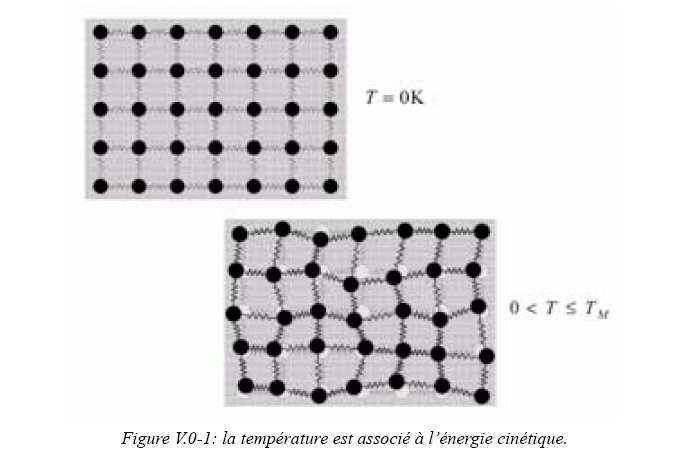 T = 0K
0 < T ≤ T_M
Figure V.0-1: la température est associé à l’énergie cinétique.